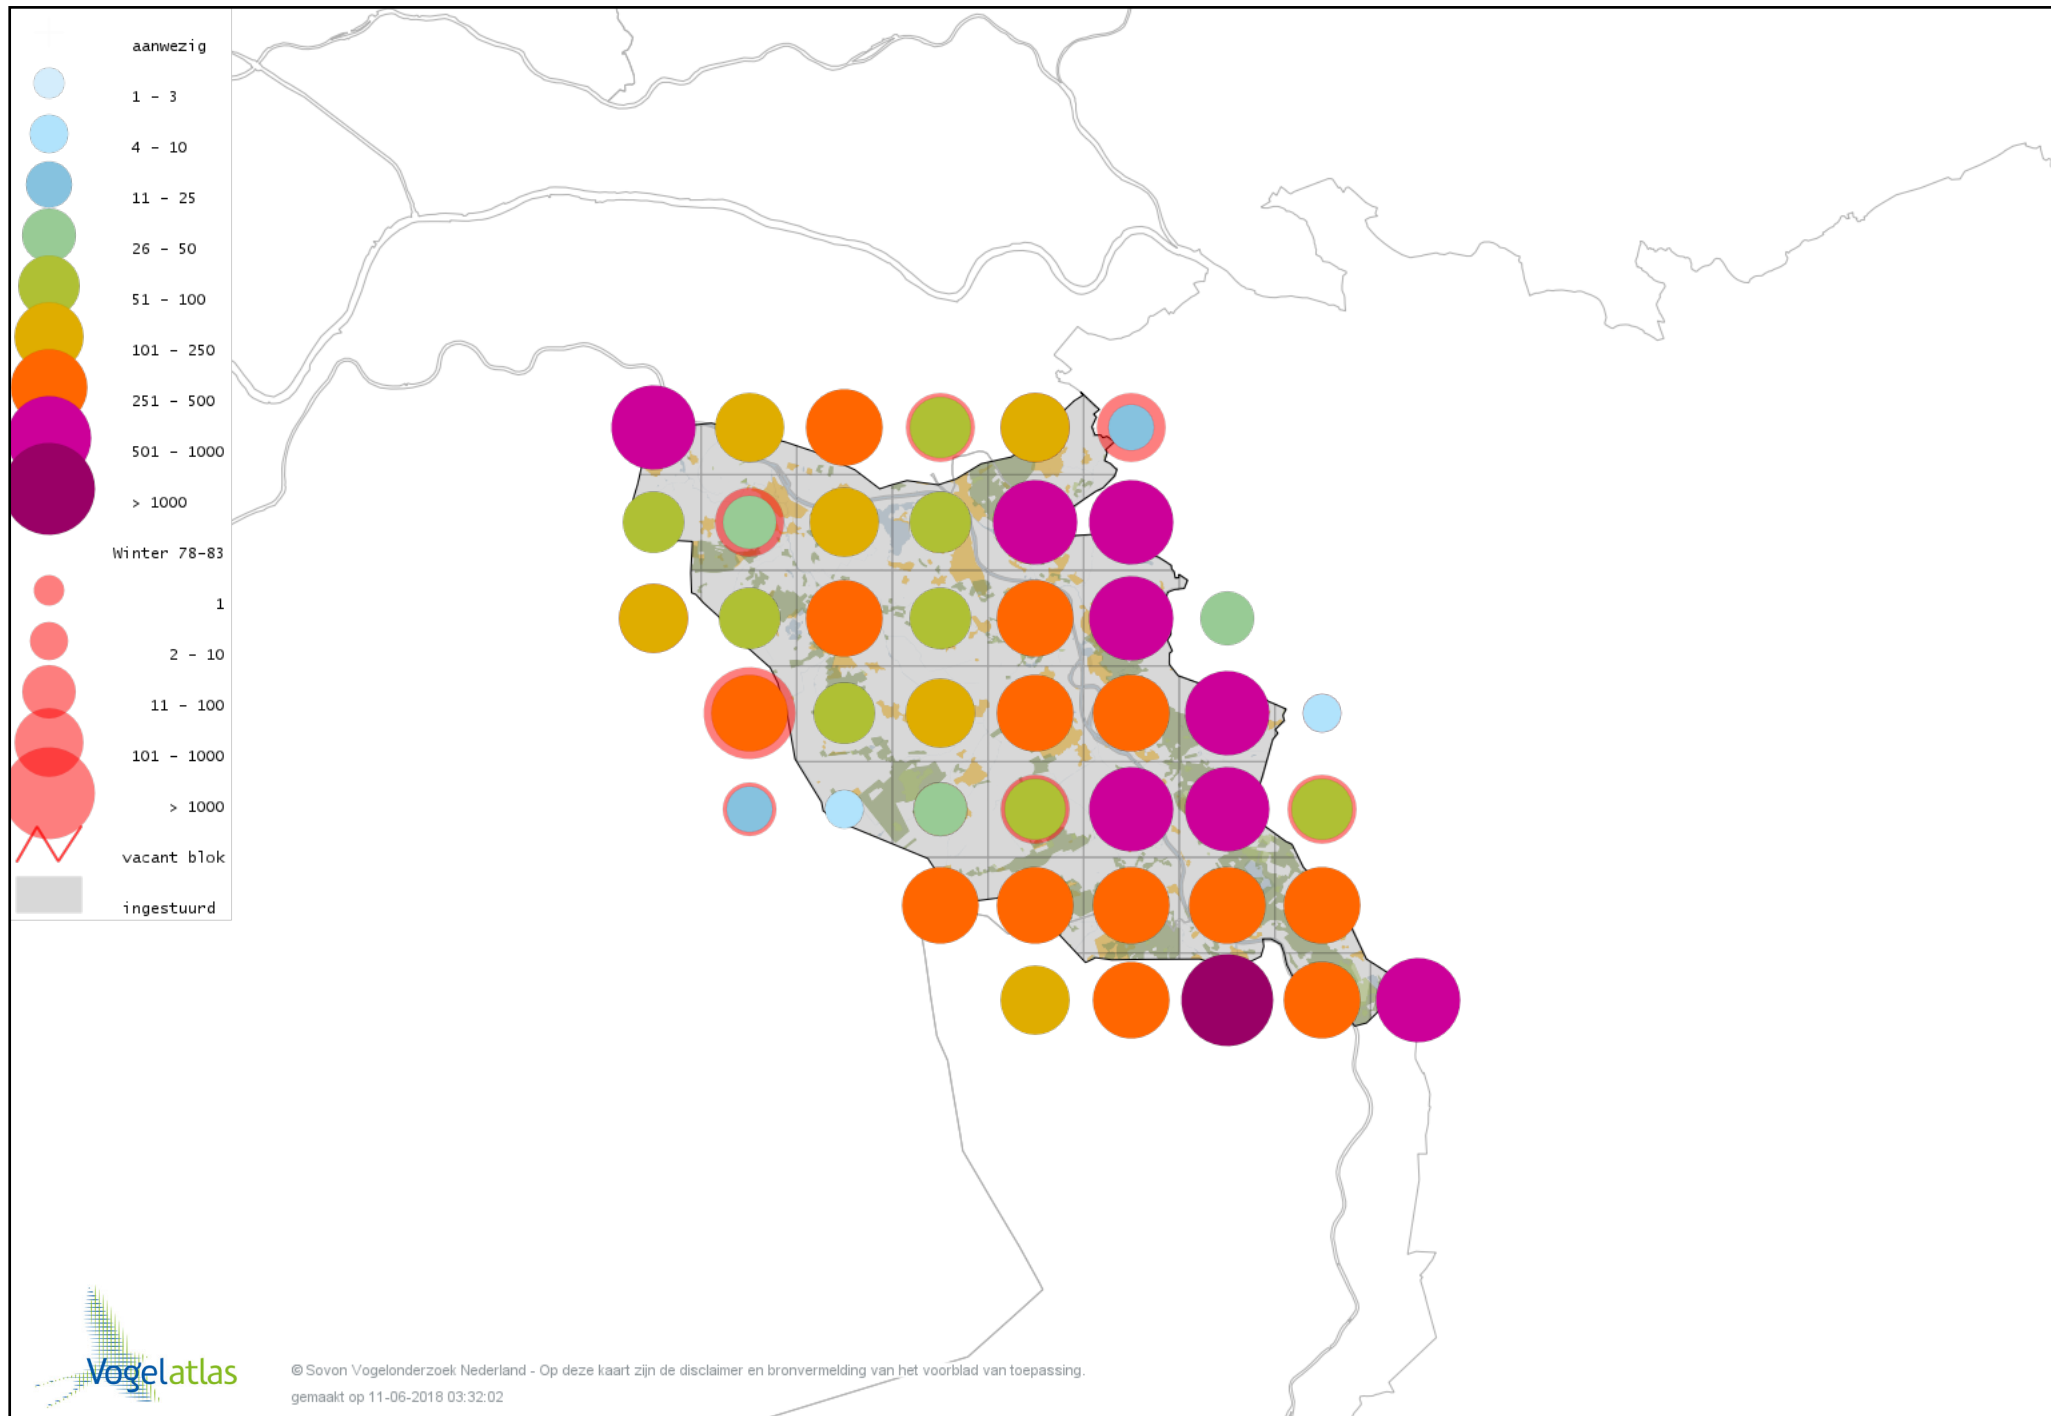 aanwezig
1 - 3
4 - 10
11 - 25
26 - 50
51 - 100
101 - 250
251 - 500
501 - 1000
> 1000
Winter 78-83
1
2 - 10
11 - 100
101 - 1000
> 1000
vacant blok
ingestuurd
Vogelatlas
© Sovon Vogelonderzoek Nederland - Op deze kaart zijn de disclaimer en bronvermelding van het voorblad van toepassing.
gemaakt op 11-06-2018 03:32:02